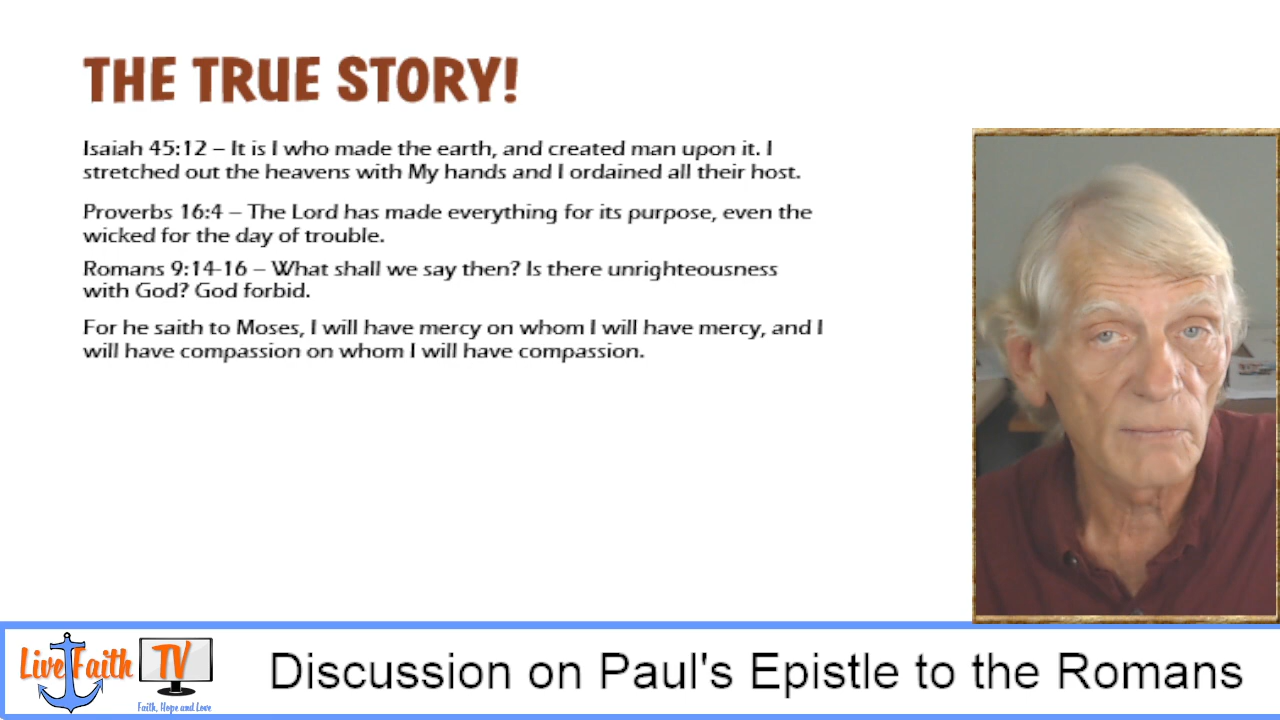 THE TRUE STORY!
Isaiah 45:12 – It is I who made the earth, and created man upon it. I
stretched out the heavens with My hands and I ordained all their host.
Proverbs 16:4 – The Lord has made everything for its purpose, even the
wicked for the day of trouble.
Romans 9:14-16 – What shall we say then? Is there unrighteousness
with God? God forbid.
For he saith to Moses, I will have mercy on whom I will have mercy, and I
will have compassion on whom I will have compassion.
Live Faith TV
Faith, Hope and Love
Discussion on Paul's Epistle to the Romans